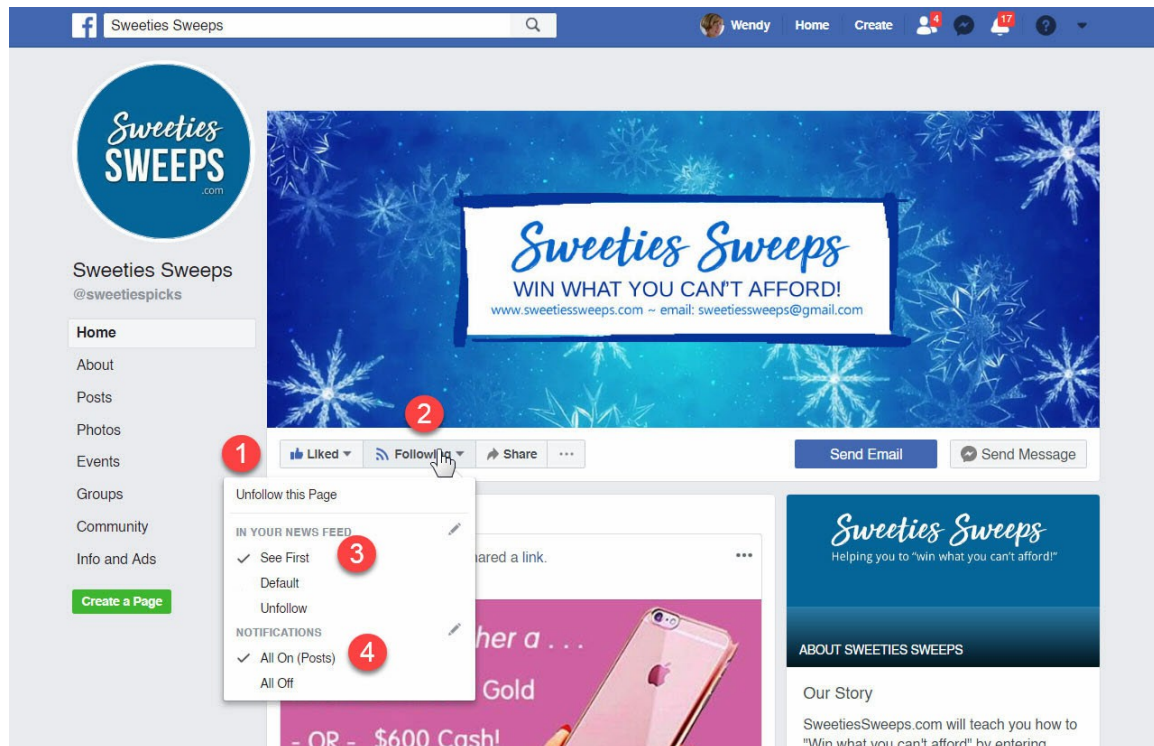 Sweeties Sweeps
Wendy
Home
Create
4
17
?
Sweeties
SWEEPS
.com
Sweeties Sweeps
@sweetiespicks
Home
About
Posts
Photos
Events
Groups
Community
Info and Ads
Create a Page
Sweeties Sweeps
WIN WHAT YOU CAN'T AFFORD!
www.sweetiessweeps.com ~ email: sweetiessweeps@gmail.com
1
2
Liked
Following
Share
...
Send Email
Send Message
Unfollow this Page
IN YOUR NEWS FEED
3
See First
Default
Unfollow
NOTIFICATIONS
4
All On (Posts)
All Off
shared a link.
her a . . .
Gold
- OR - $600 Cash!
Sweeties Sweeps
Helping you to "win what you can't afford!"
ABOUT SWEETIES SWEEPS
Our Story
SweetiesSweeps.com will teach you how to
"Win what you can't afford" by entering